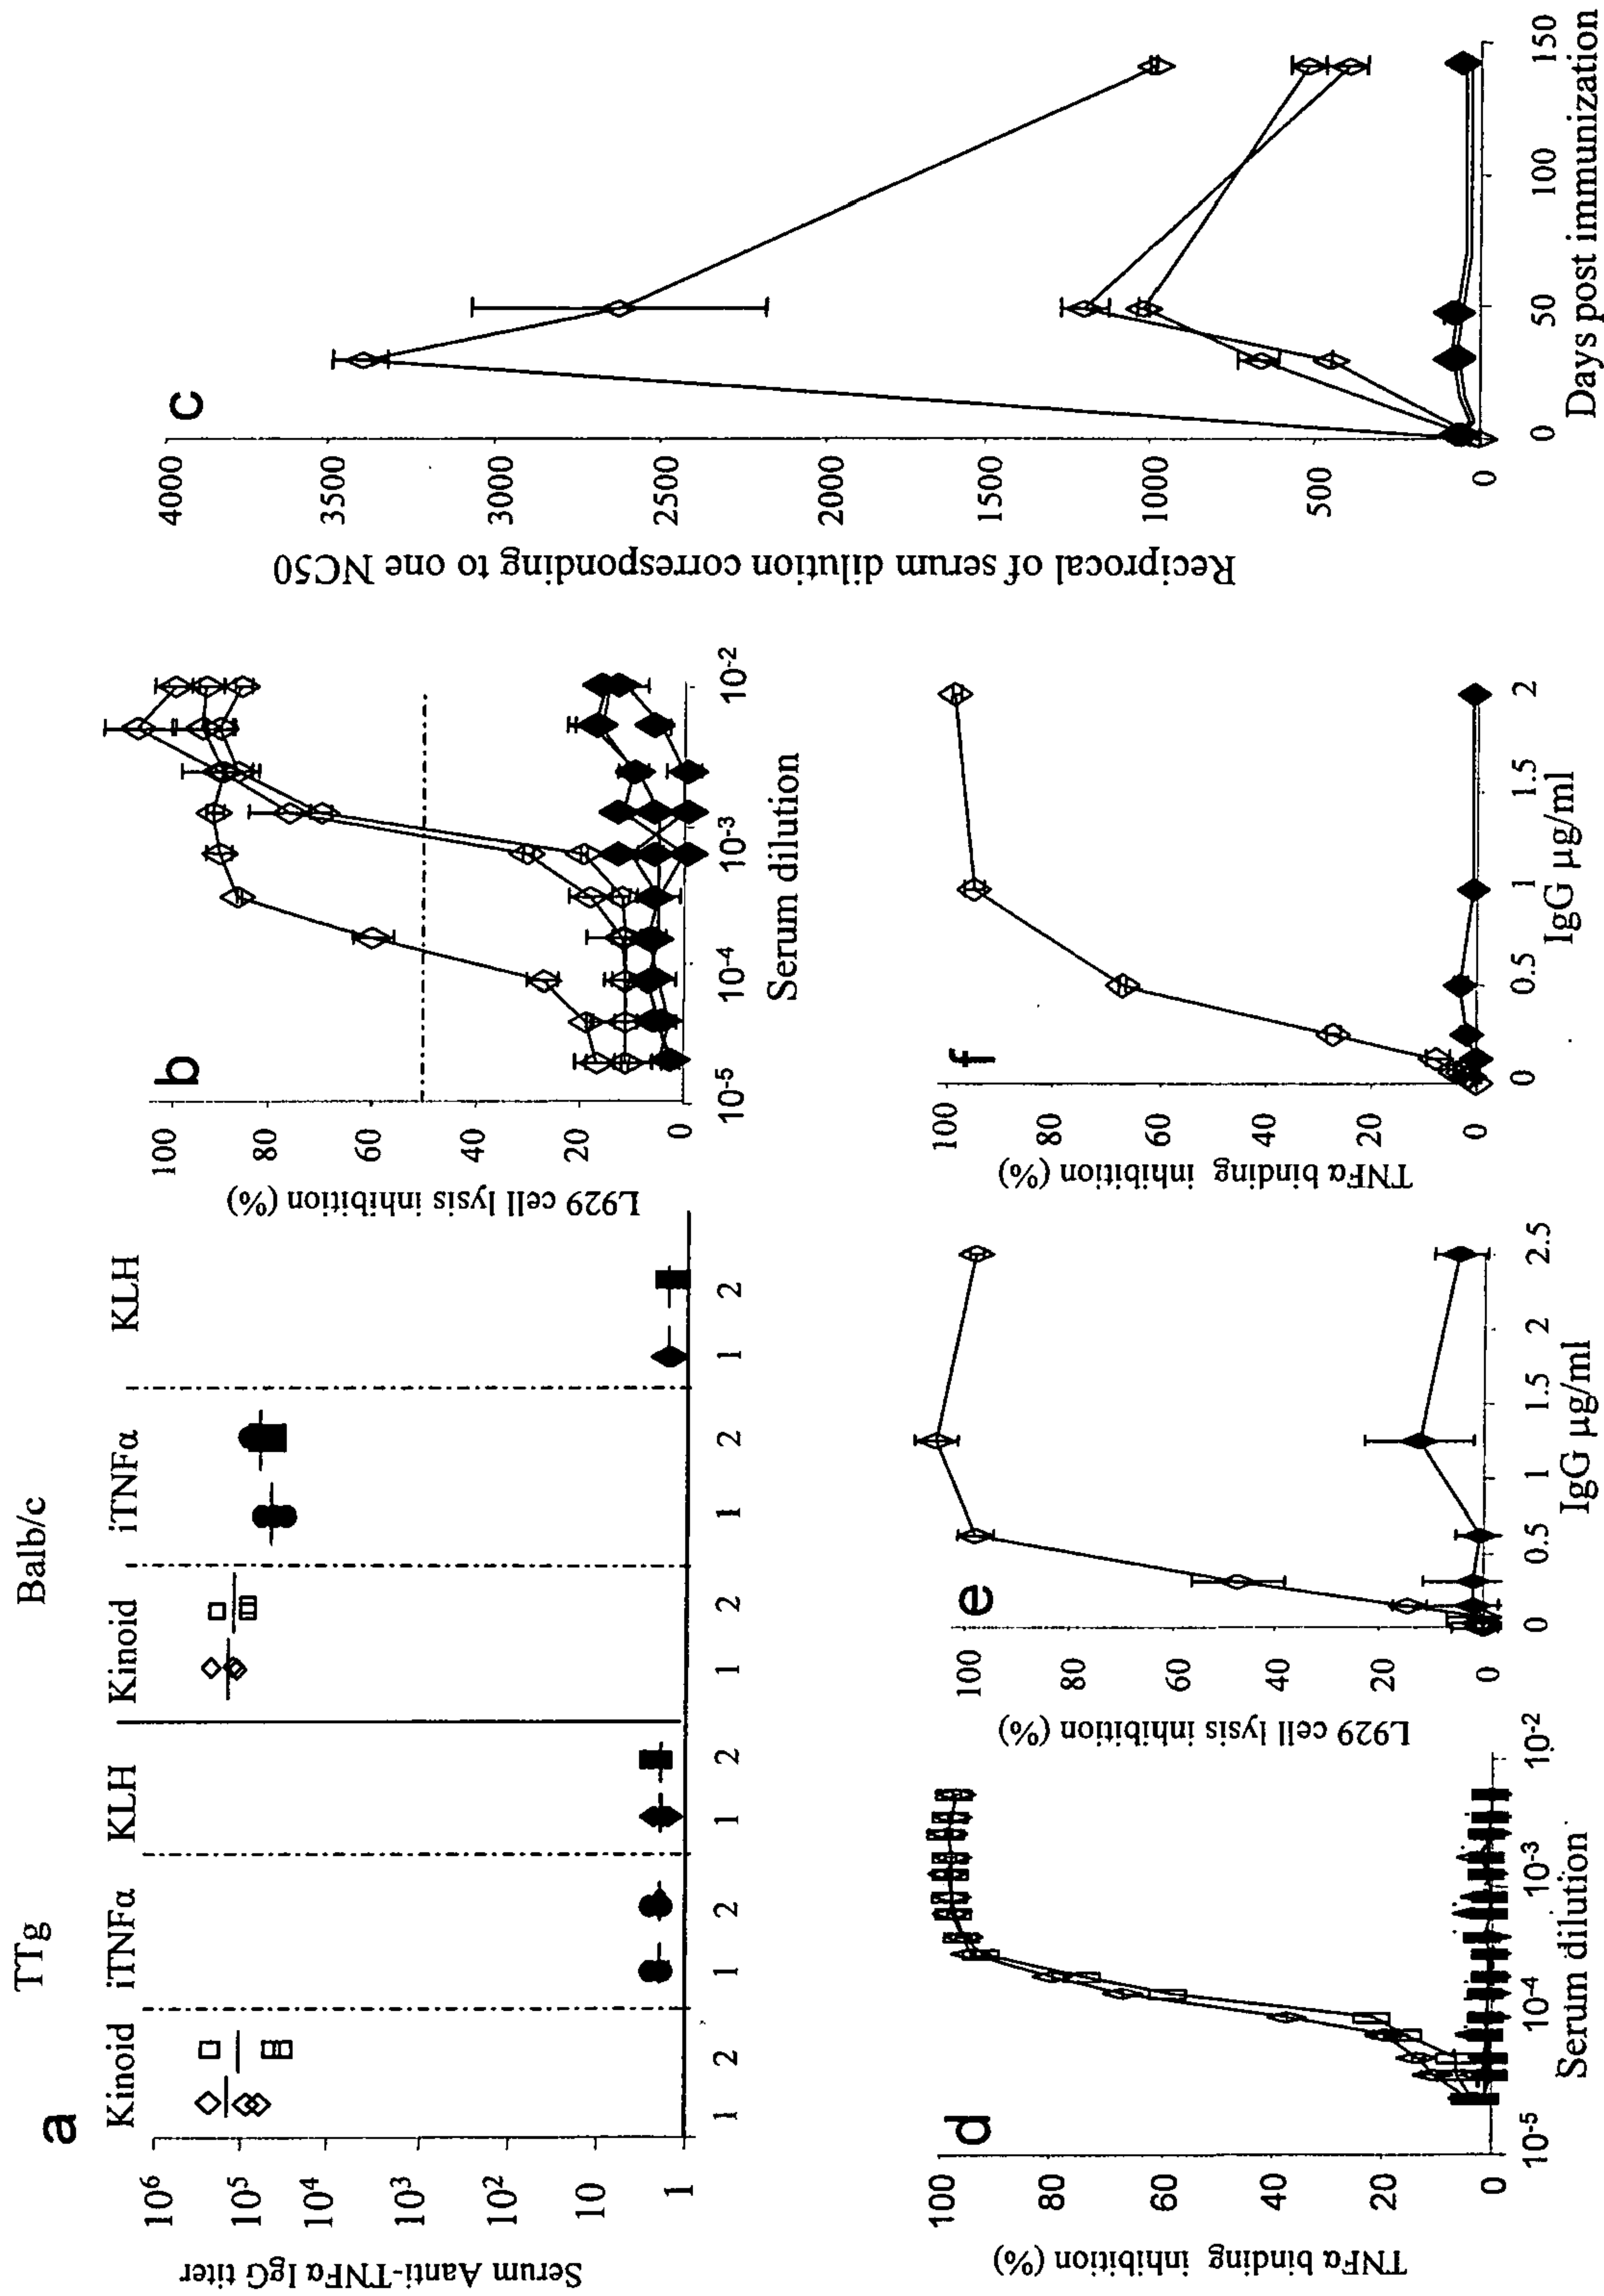 a
TTg
Balb/c
Kinoid
iTNFα
KLH
Kinoid
iTNFα
KLH
Serum Aanti-TNFα IgG titer
10⁶
10⁵
10⁴
10³
10²
10
1
1 2 1 2 1 2 1 2 1 2 1 2
b
L929 cell lysis inhibition (%)
100
80
60
40
20
0
10⁻⁵ 10⁻⁴ 10⁻³ 10⁻²
Serum dilution
c
Reciprocal of serum dilution corresponding to one NC50
4000
3500
3000
2500
2000
1500
1000
500
0
0 50 100 150
Days post immunization
d
TNFα binding inhibition (%)
100
80
60
40
20
0
10⁻⁵ 10⁻⁴ 10⁻³ 10⁻²
Serum dilution
e
L929 cell lysis inhibition (%)
100
80
60
40
20
0
0 0.5 1 1.5 2 2.5
IgG µg/ml
f
TNFα binding inhibition (%)
100
80
60
40
20
0
0 0.5 1 1.5 2
IgG µg/ml